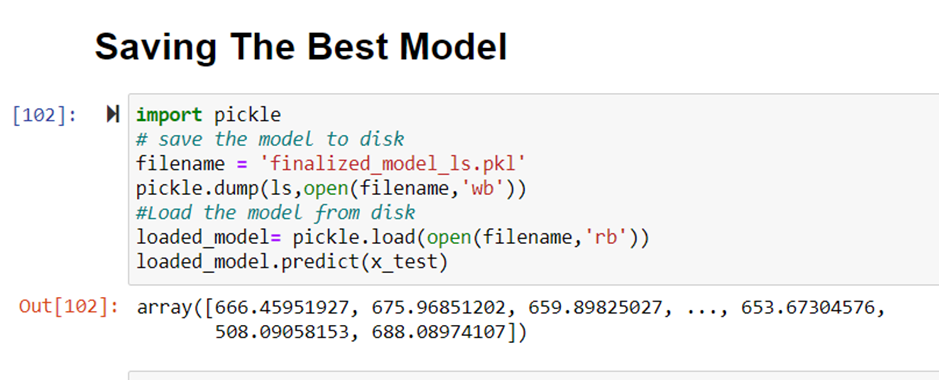 Saving The Best Model
[102]:
import pickle
# save the model to disk
filename = 'finalized_model_ls.pkl'
pickle.dump(ls,open(filename,'wb'))
#Load the model from disk
loaded_model= pickle.load(open(filename,'rb'))
loaded_model.predict(x_test)
Out[102]: array([666.45951927, 675.96851202, 659.89825027, ..., 653.67304576,
508.09058153, 688.08974107])